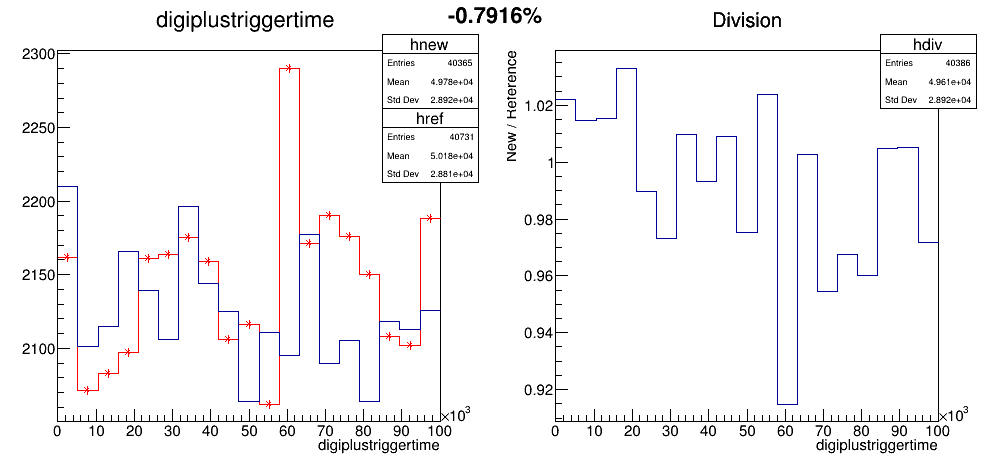 -0.7916%
digiplustriggertime
hnew
Entries 40365
Mean 4.978e+04
Std Dev 2.892e+04
href
Entries 40731
Mean 5.018e+04
Std Dev 2.881e+04
2300
2250
2200
2150
2100
0 10 20 30 40 50 60 70 80 90 100
×10³
digiplustriggertime
Division
hdiv
Entries 40386
Mean 4.961e+04
Std Dev 2.892e+04
New / Reference
1.02
1
0.98
0.96
0.94
0.92
0 10 20 30 40 50 60 70 80 90 100
×10³
digiplustriggertime